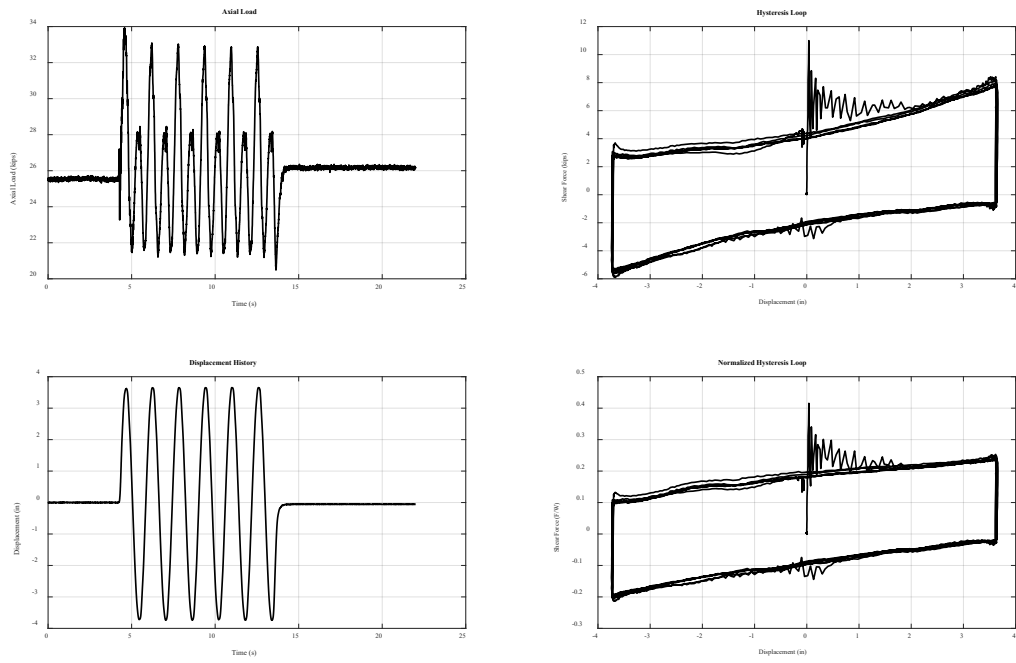 Axial Load
34
32
30
28
26
24
22
20
0 5 10 15 20 25
Axial Load (kips)
Time (s)
Hysteresis Loop
12
10
8
6
4
2
0
-2
-4
-6
-4 -3 -2 -1 0 1 2 3 4
Shear Force (kips)
Displacement (in)
Displacement History
4
3
2
1
0
-1
-2
-3
-4
0 5 10 15 20 25
Displacement (in)
Time (s)
Normalized Hysteresis Loop
0.5
0.4
0.3
0.2
0.1
0
-0.1
-0.2
-0.3
-4 -3 -2 -1 0 1 2 3 4
Shear Force (F/W)
Displacement (in)